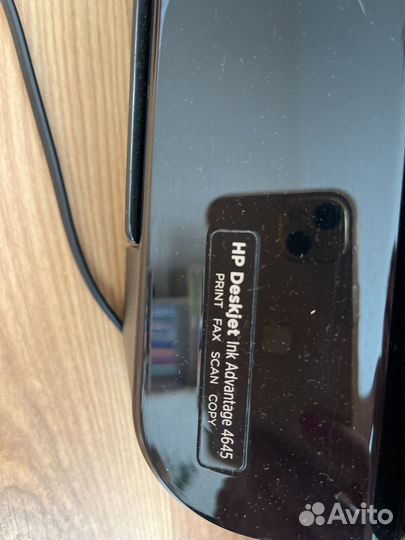 HP Deskjet Ink Advantage 4645
PRINT FAX SCAN COPY
Avito